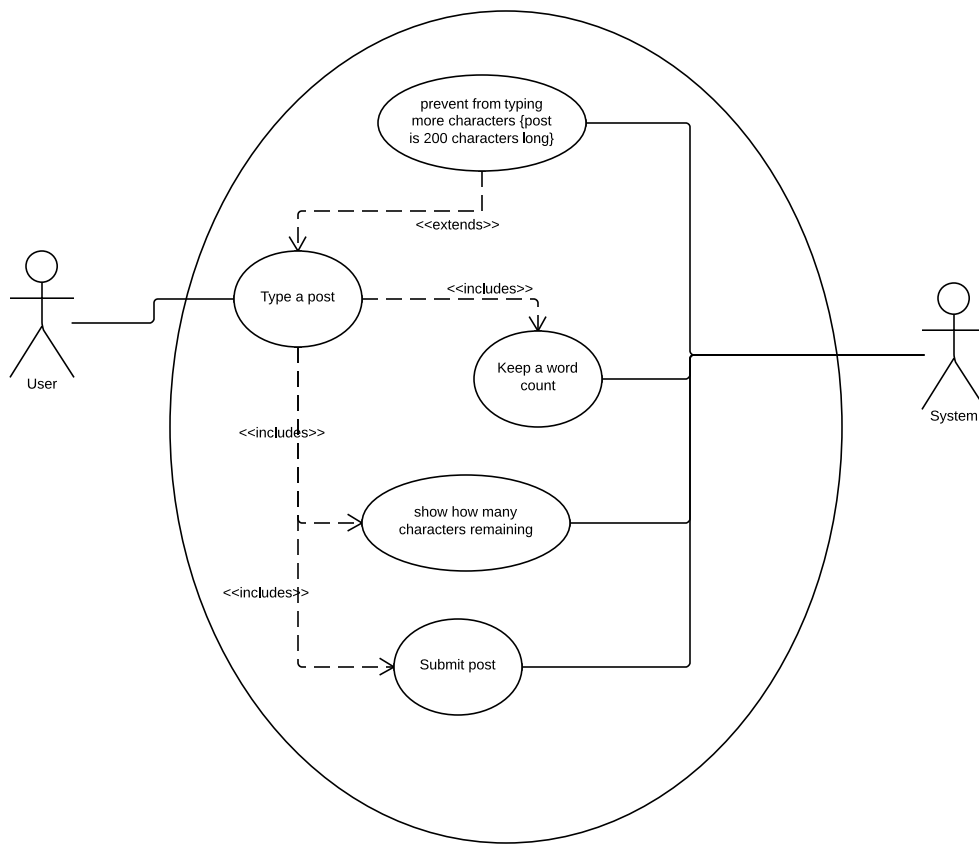 prevent from typing
more characters {post
is 200 characters long}
<<extends>>
Type a post
<<includes>>
Keep a word
count
User
System
<<includes>>
show how many
characters remaining
<<includes>>
Submit post